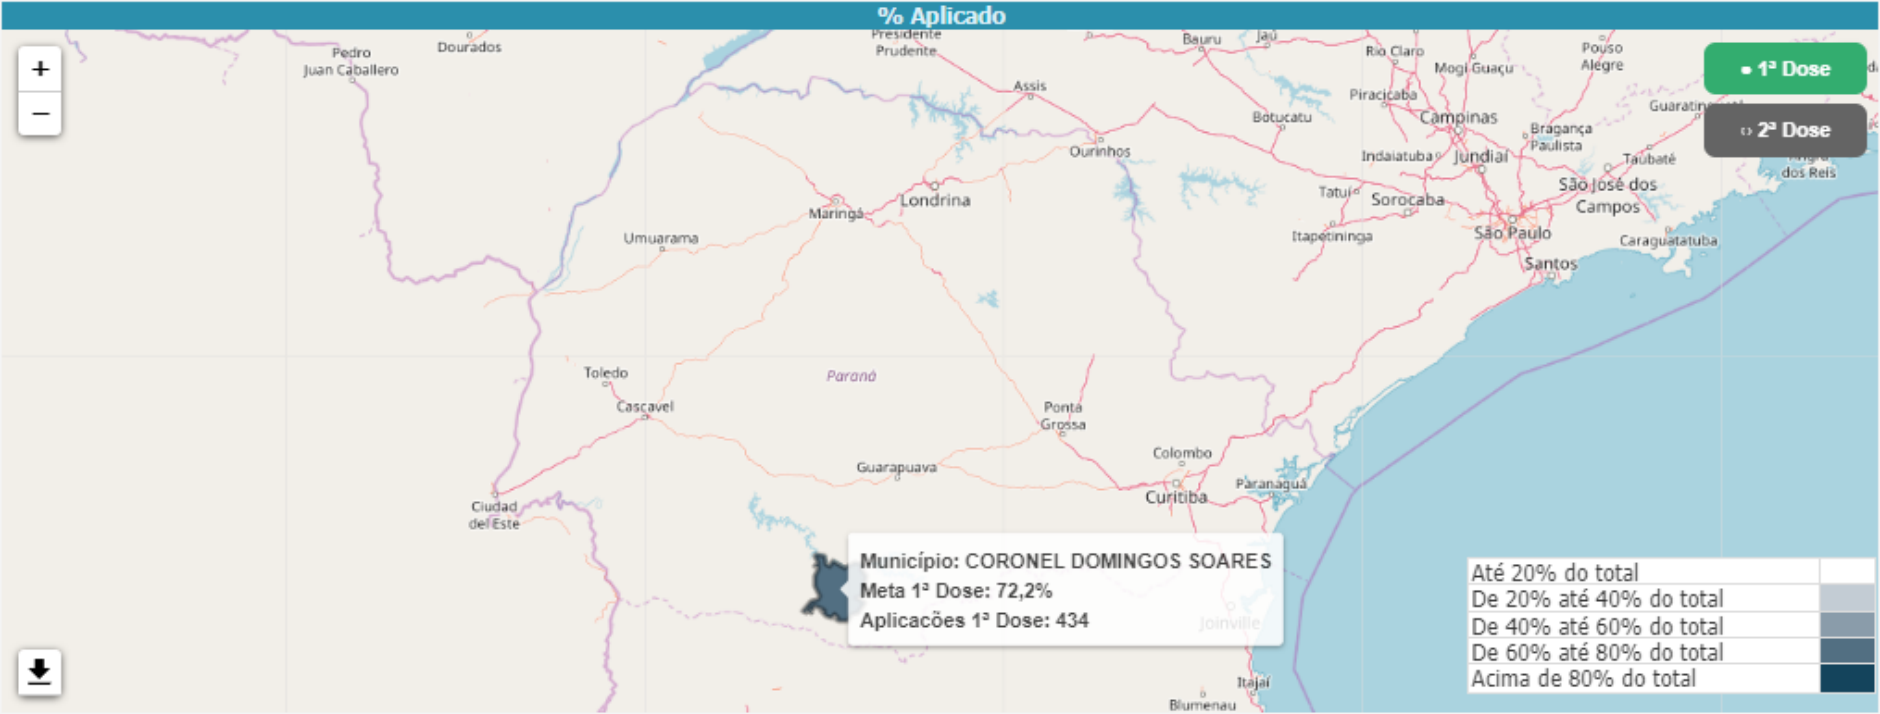 % Aplicado
Presidente
Prudente
Dourados
Pedro
Juan Caballero
Bauru
Jaú
Rio Claro
Mogi Guaçu
Pouso
Alegre
+
−
1ª Dose
2ª Dose
Assis
Piracicaba
Botucatu
Campinas
Bragança
Paulista
Ourinhos
Indaiatuba
Jundiaí
Taubaté
dos Reis
Maringá
Londrina
Tatuí
Sorocaba
São José dos
Campos
Umuarama
Itapetininga
São Paulo
Caraguatatuba
Santos
Toledo
Paraná
Cascavel
Ponta
Grossa
Colombo
Guarapuava
Curitiba
Paranaguá
Ciudad
del Este
Município: CORONEL DOMINGOS SOARES
Meta 1ª Dose: 72,2%
Aplicacões 1ª Dose: 434
Joinville
Até 20% do total
De 20% até 40% do total
De 40% até 60% do total
De 60% até 80% do total
Acima de 80% do total
Itajaí
Blumenau